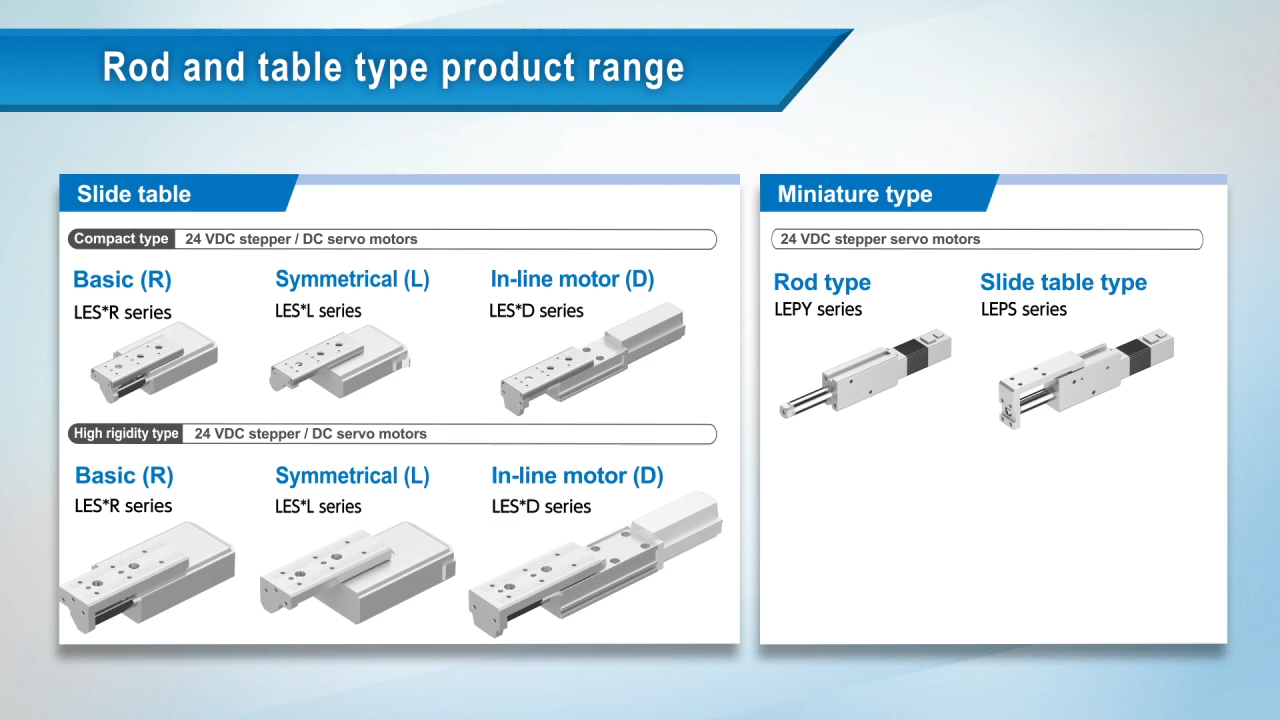 Rod and table type product range
Slide table
Compact type 24 VDC stepper / DC servo motors
Basic (R) Symmetrical (L) In-line motor (D)
LES*R series LES*L series LES*D series
High rigidity type 24 VDC stepper / DC servo motors
Basic (R) Symmetrical (L) In-line motor (D)
LES*R series LES*L series LES*D series
Miniature type
24 VDC stepper servo motors
Rod type Slide table type
LEPY series LEPS series